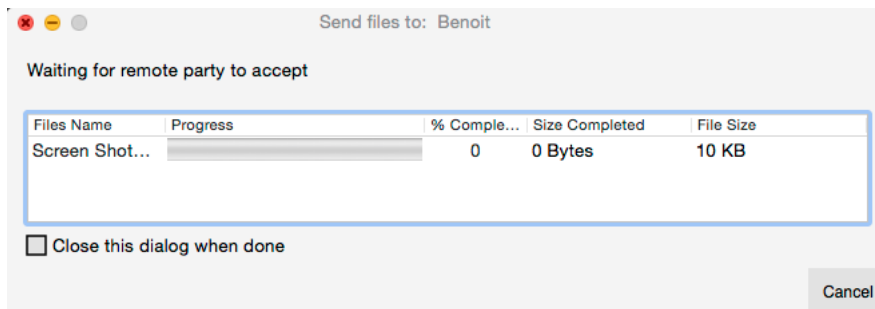 Send files to: Benoit
Waiting for remote party to accept
Files Name Progress % Comple... Size Completed File Size
Screen Shot... 0 0 Bytes 10 KB
Close this dialog when done
Cancel